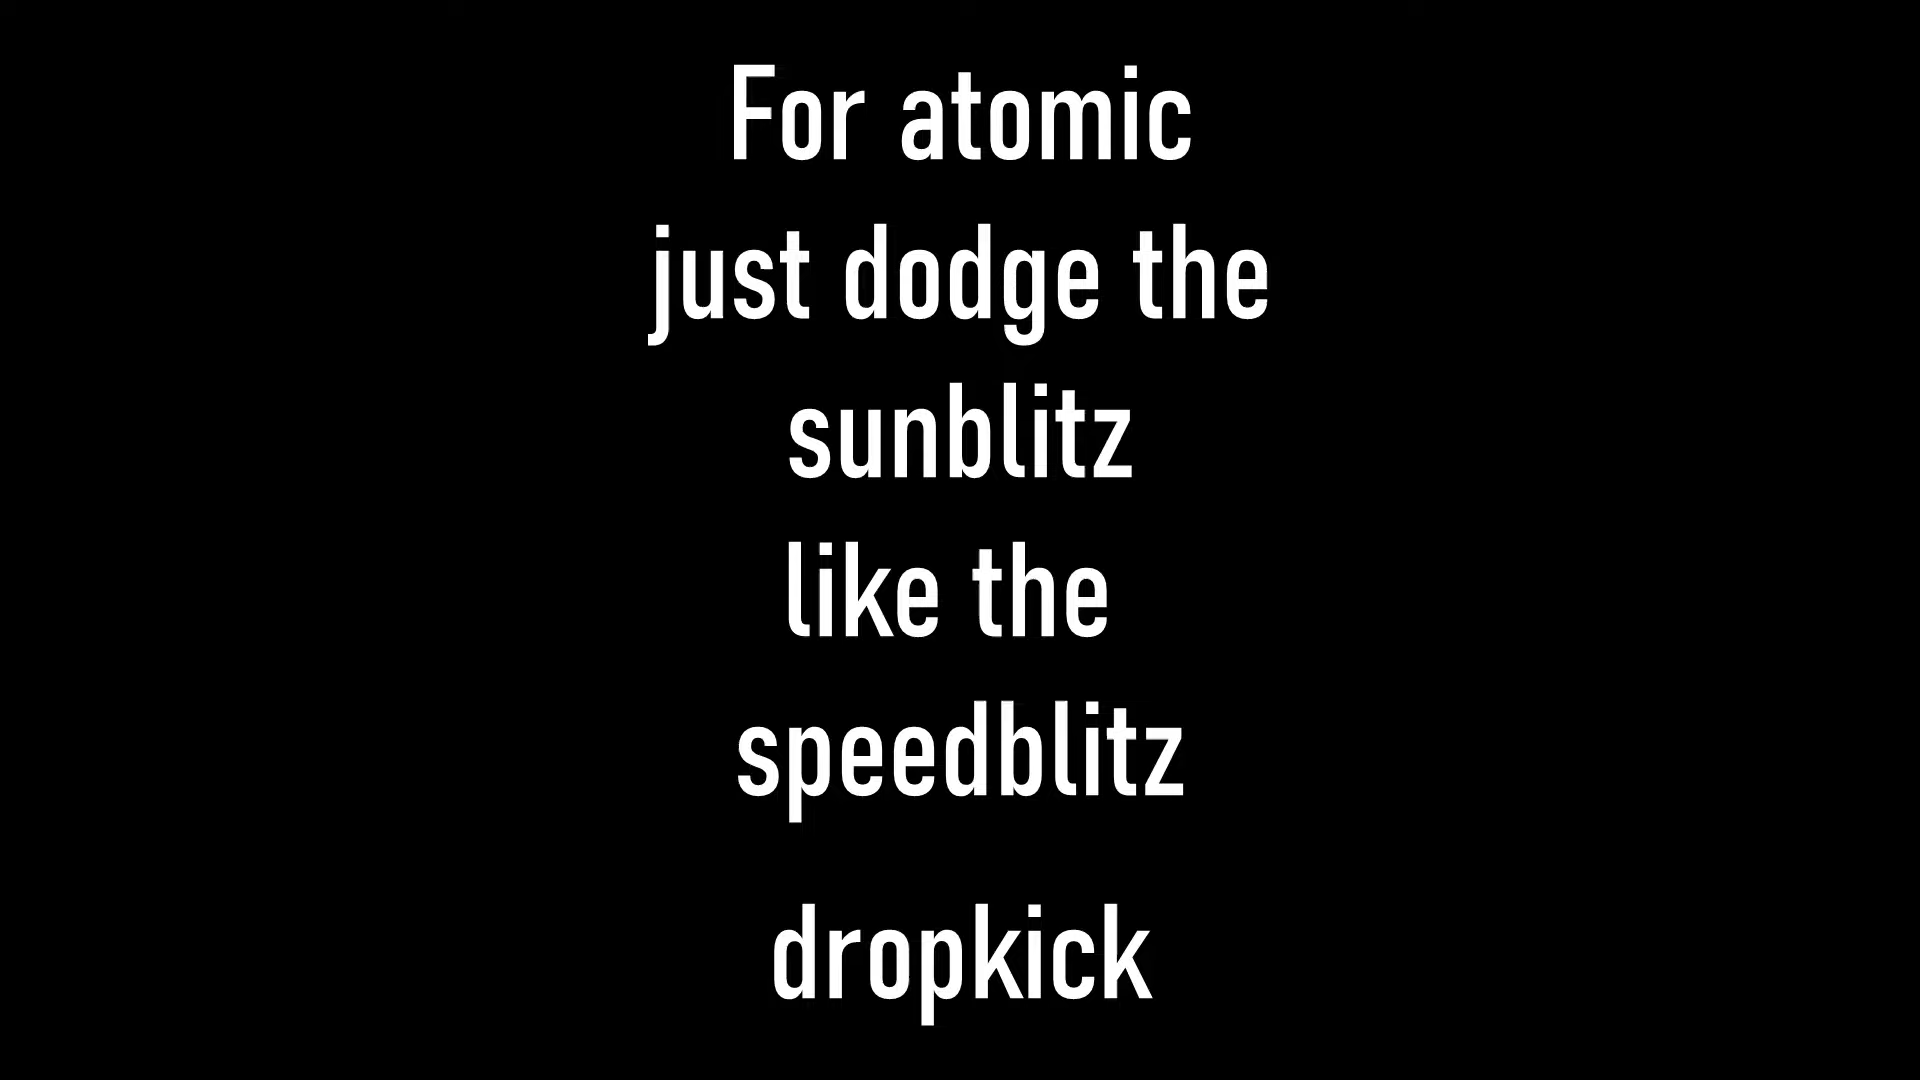 For atomic
just dodge the
sunblitz
like the
speedblitz
dropkick